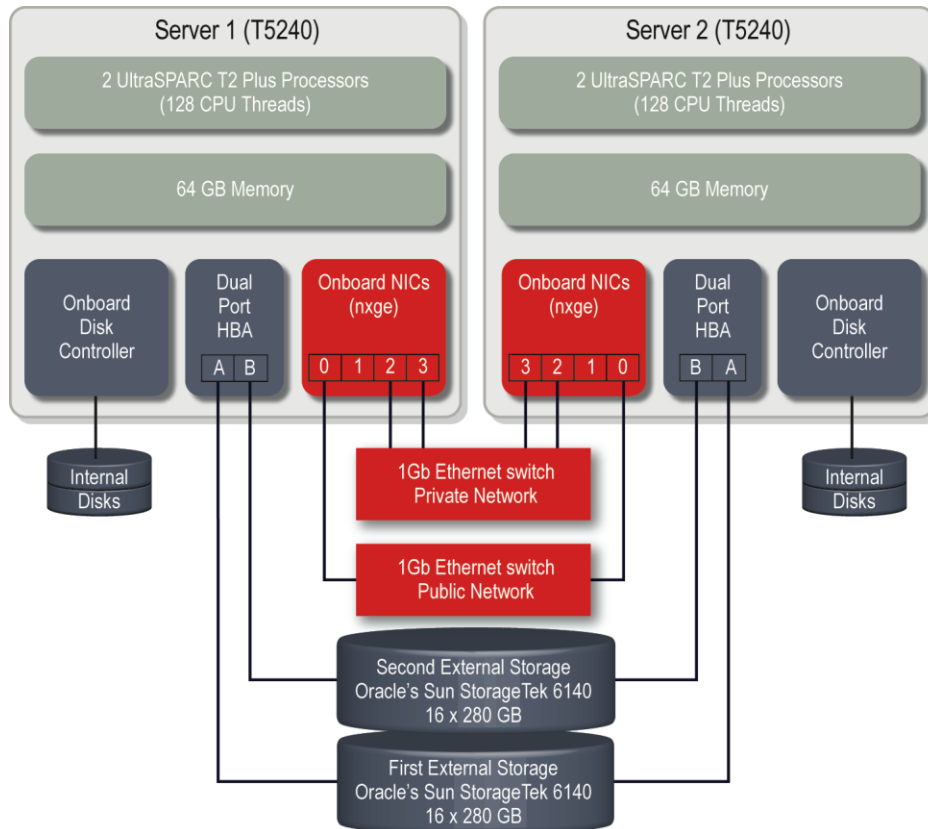 Server 1 (T5240)
2 UltraSPARC T2 Plus Processors
(128 CPU Threads)
64 GB Memory
Onboard
Disk
Controller
Dual
Port
HBA
A B
Onboard NICs
(nxge)
0 1 2 3
Internal
Disks
Server 2 (T5240)
2 UltraSPARC T2 Plus Processors
(128 CPU Threads)
64 GB Memory
Onboard NICs
(nxge)
3 2 1 0
Dual
Port
HBA
B A
Onboard
Disk
Controller
Internal
Disks
1Gb Ethernet switch
Private Network
1Gb Ethernet switch
Public Network
Second External Storage
Oracle's Sun StorageTek 6140
16 x 280 GB
First External Storage
Oracle's Sun StorageTek 6140
16 x 280 GB